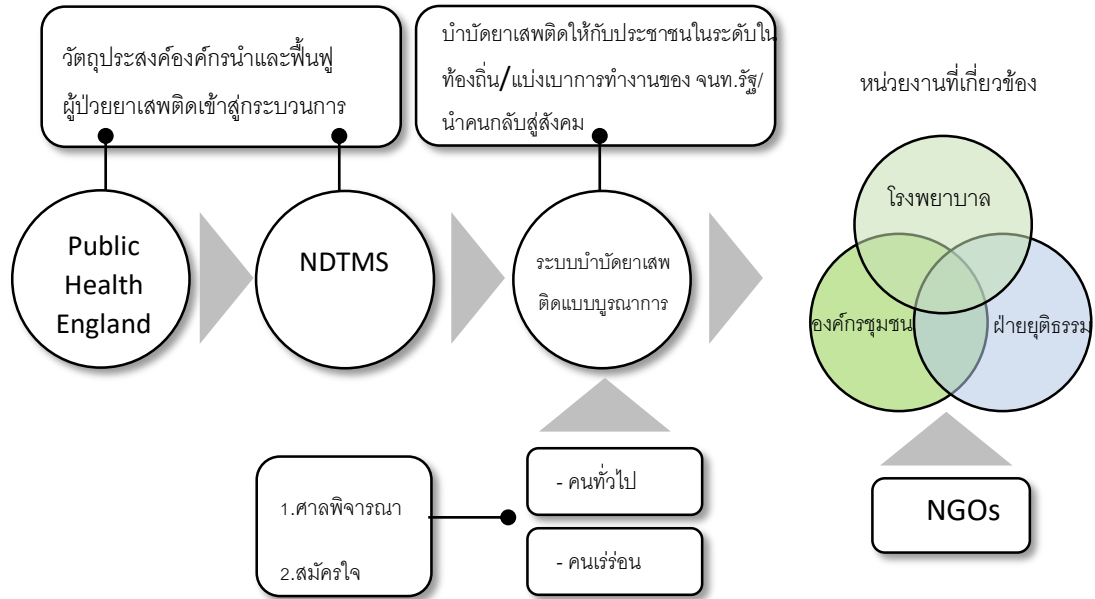 วัตถุประสงค์องค์กรนำและฟื้นฟู
ผู้ป่วยยาเสพติดเข้าสู่กระบวนการ
บำบัดยาเสพติดให้กับประชาชนในระดับใน
ท้องถิ่น/แบ่งเบาการทำงานของ จนท.รัฐ/
นำคนกลับสู่สังคม
หน่วยงานที่เกี่ยวข้อง
Public
Health
England
NDTMS
ระบบบำบัดยาเสพ
ติดแบบบูรณาการ
โรงพยาบาล
องค์กรชุมชน
ฝ่ายยุติธรรม
1.ศาลพิจารณา
2.สมัครใจ
- คนทั่วไป
- คนเร่ร่อน
NGOs